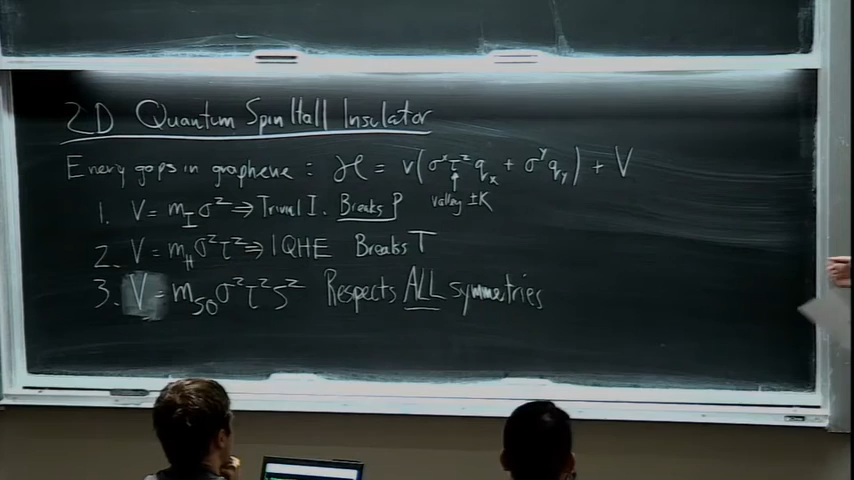 2D Quantum Spin Hall Insulator
Energy gaps in graphene : H = v(σˣτᶻqₓ + σʸq_y) + V
valley ±K
1. V = m_I σᶻ ⇒ Trivial I. Breaks P
2. V = m_H σᶻτᶻ ⇒ IQHE Breaks T
3. V = m_SO σᶻτᶻSᶻ Respects ALL symmetries